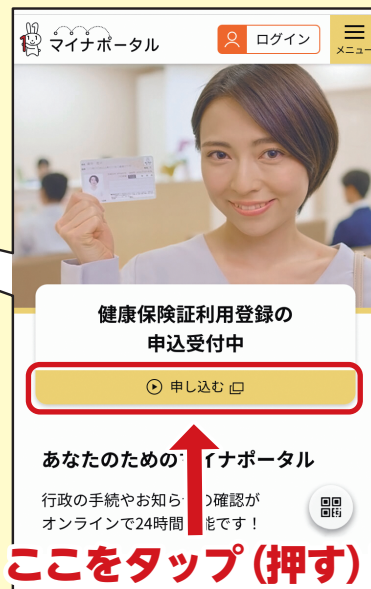 マイナポータル
ログイン
メニュー
健康保険証利用登録の
申込受付中
申し込む
あなたのための イナポータル
行政の手続やお知ら の確認が
オンラインで24時間 能です！
ここをタップ（押す）